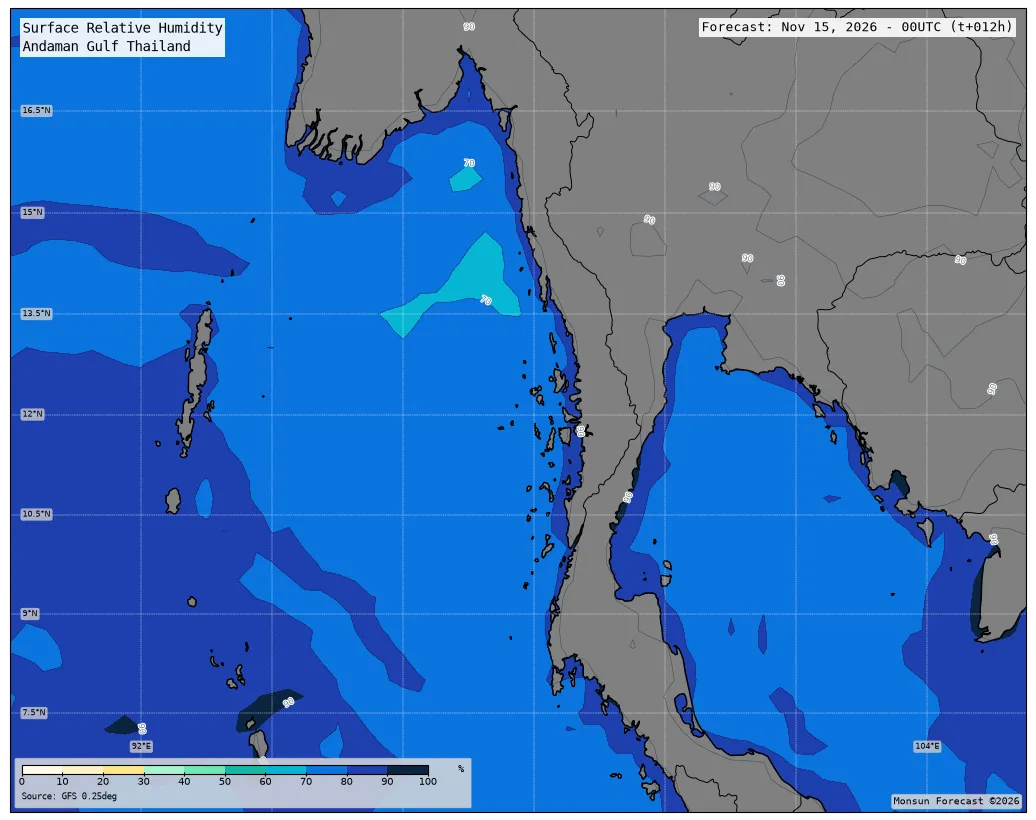 Surface Relative Humidity
Andaman Gulf Thailand
Forecast: Nov 15, 2026 - 00UTC (t+012h)
90
16.5°N
70
90
15°N
90
90
90
90
70
13.5°N
90
12°N
90
90
10.5°N
90
9°N
90
7.5°N
90
92°E
104°E
0 10 20 30 40 50 60 70 80 90 100 %
Source: GFS 0.25deg
Monsun Forecast ©2026